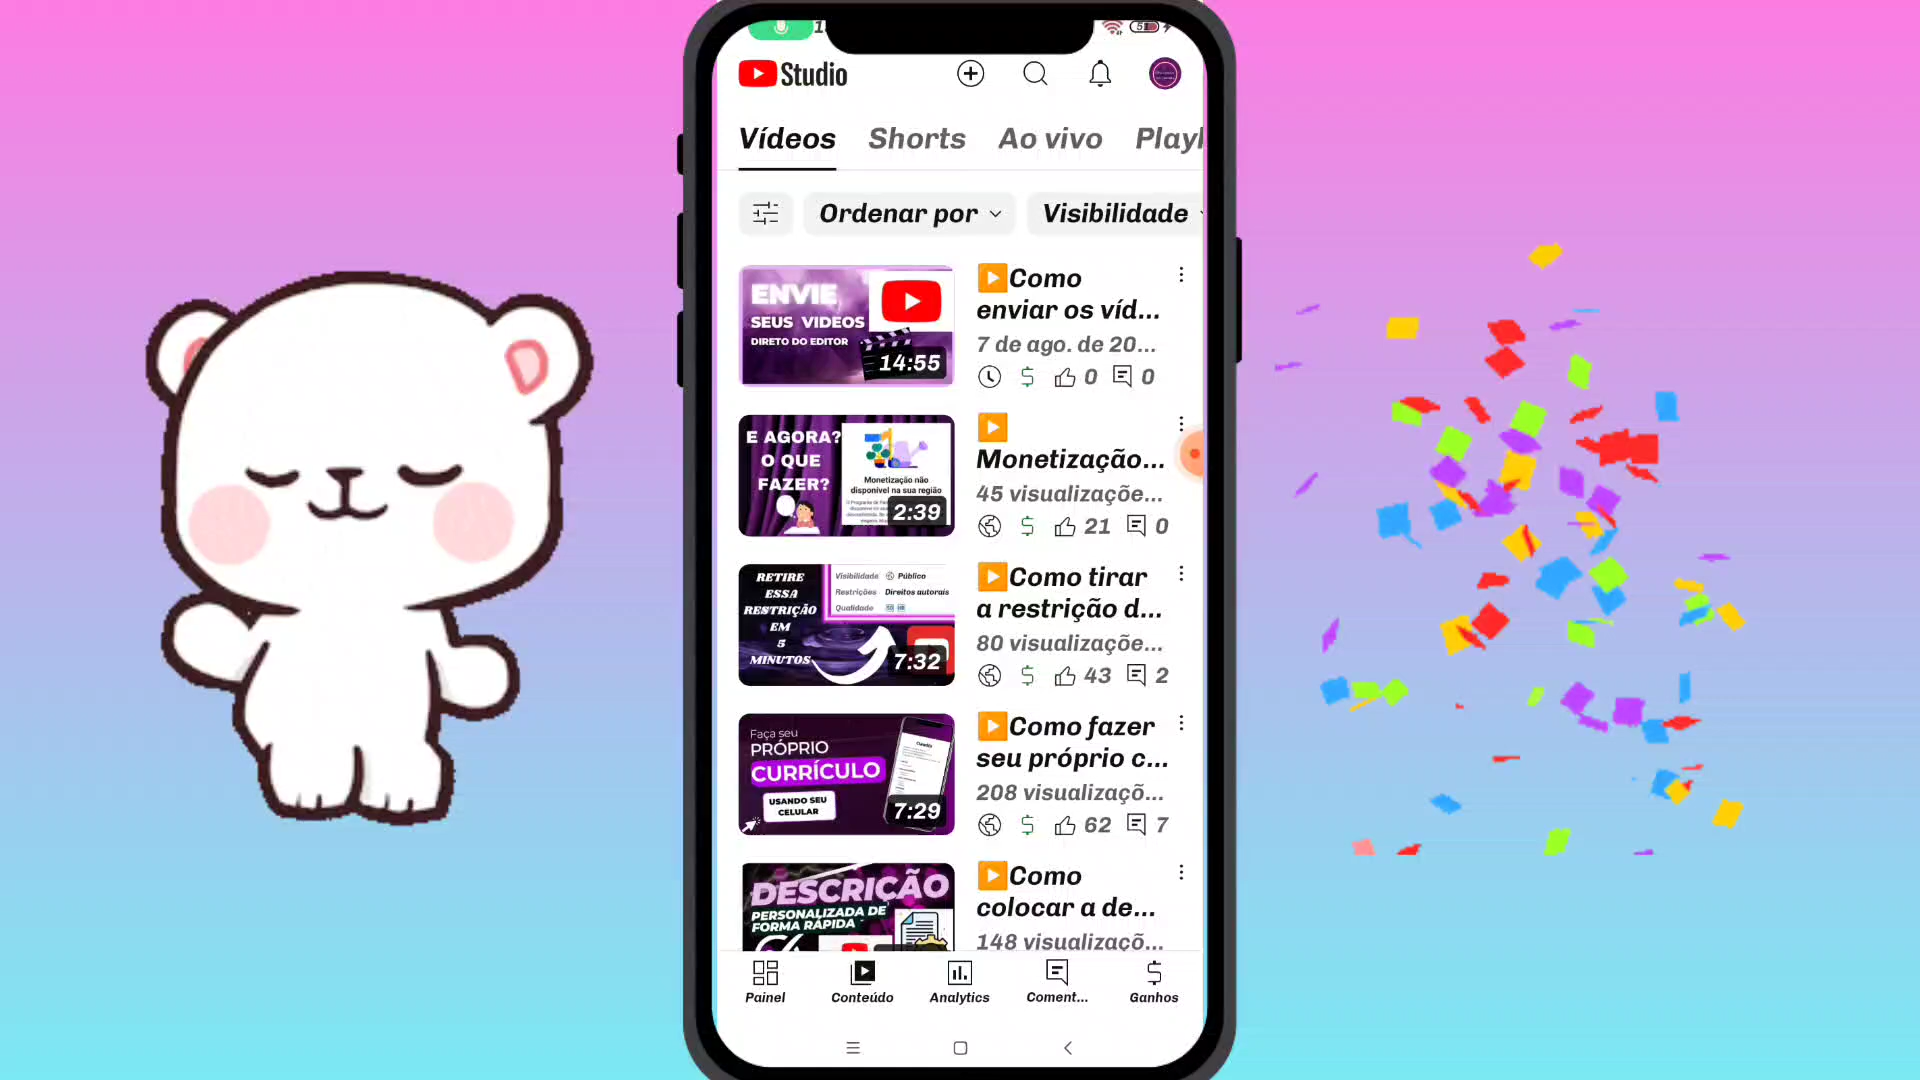 Studio
Vídeos Shorts Ao vivo Playl
Ordenar por Visibilidade
ENVIE
SEUS VIDEOS
DIRETO DO EDITOR
14:55
▶️Como
enviar os víd...
7 de ago. de 20...
0 0
E AGORA?
O QUE
FAZER?
Monetização não
disponível na sua região
2:39
▶️
Monetização...
45 visualizaçõe...
21 0
RETIRE
ESSA
RESTRIÇÃO
EM
5
MINUTOS
Visibilidade Público
Restrições Direitos autorais
Qualidade SD HD
7:32
▶️Como tirar
a restrição d...
80 visualizaçõe...
43 2
Faça seu
PRÓPRIO
CURRÍCULO
USANDO SEU
CELULAR
7:29
▶️Como fazer
seu próprio c...
208 visualizaçõ...
62 7
DESCRIÇÃO
PERSONALIZADA DE
FORMA RÁPIDA
▶️Como
colocar a de...
148 visualizaçõ...
Painel Conteúdo Analytics Coment... Ganhos